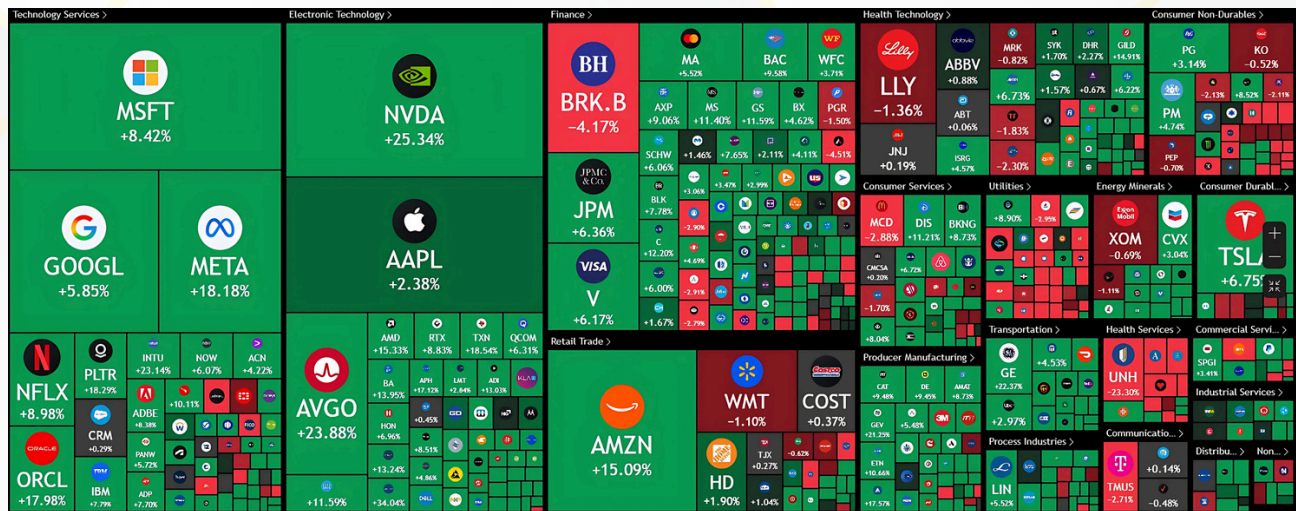 Technology Services >
MSFT
+8.42%
GOOGL
+5.85%
META
+18.18%
NFLX
+8.98%
ORCL
+17.98%
PLTR
+18.29%
CRM
+0.29%
IBM
+7.79%
INTU
+23.14%
NOW
+6.07%
ACN
+4.22%
ADBE
+8.38%
+10.11%
PANW
+5.72%
ADP
+7.70%
Electronic Technology >
NVDA
+25.34%
AAPL
+2.38%
AVGO
+23.88%
+11.59%
AMD
+15.33%
RTX
+8.83%
TXN
+18.54%
QCOM
+6.31%
BA
+13.95%
APH
+17.12%
LMT
+2.84%
ADI
+13.03%
HON
+6.96%
+0.45%
+8.51%
+13.24%
+4.86%
+34.04%
DELL
Finance >
BH
BRK.B
-4.17%
JPMC
& Co.
JPM
+6.36%
VISA
V
+6.17%
MA
+5.52%
BAC
+9.58%
WF
WFC
+3.71%
AXP
+9.06%
MS
+11.40%
GS
+11.59%
BX
+4.62%
PGR
-1.50%
SCHW
+6.06%
+1.46%
+7.65%
+2.11%
+4.11%
-4.51%
BLK
+7.78%
+3.06%
+3.47%
+2.99%
-2.90%
C
+12.20%
+4.69%
+6.00%
-2.91%
+1.67%
-2.79%
Retail Trade >
AMZN
+15.09%
WMT
-1.10%
COST
+0.37%
HD
+1.90%
TJX
+0.27%
-0.62%
+1.04%
Health Technology >
Lilly
LLY
-1.36%
JNJ
+0.19%
abbvie
ABBV
+0.88%
ABT
+0.06%
ISRG
+4.57%
MRK
-0.82%
+6.73%
TT
-1.83%
-2.30%
SYK
+1.70%
DHR
+2.27%
GILD
+14.91%
+1.57%
+0.67%
+6.22%
Consumer Non-Durables >
PG
+3.14%
KO
-0.52%
PM
+4.74%
PEP
-0.70%
-2.13%
+8.52%
-2.11%
Consumer Services >
MCD
-2.88%
DIS
+11.21%
BKNG
+8.73%
CMCSA
+0.20%
+6.72%
-1.70%
+8.04%
Utilities >
+8.90%
-2.95%
Energy Minerals >
Exxon
Mobil
XOM
-0.69%
CVX
+3.04%
-1.11%
Consumer Durabl... >
TSLA
+6.75%
Producer Manufacturing >
CAT
+9.48%
DE
+9.45%
AMAT
+8.73%
GEV
+21.25%
+5.48%
3M
ETN
+10.66%
+17.57%
Transportation >
GE
+22.37%
+4.53%
+2.97%
Process Industries >
LIN
+5.52%
Health Services >
UNH
-23.30%
Communicatio... >
TMUS
-2.71%
+0.14%
-0.48%
Commercial Servi... >
SPGI
+3.41%
Industrial Services >
Distribu... >
Non... >